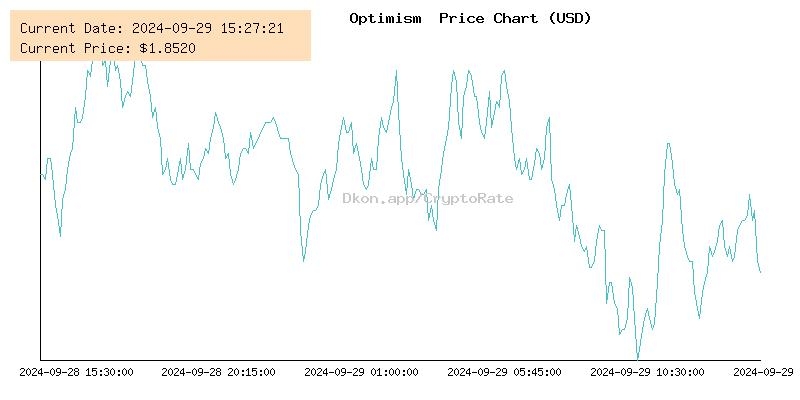 Optimism  Price Chart (USD)
Current Date: 2024-09-29 15:27:21
Current Price: $1.8520
Dkon.app/CryptoRate
2024-09-28 15:30:00 2024-09-28 20:15:00 2024-09-29 01:00:00 2024-09-29 05:45:00 2024-09-29 10:30:00 2024-09-29